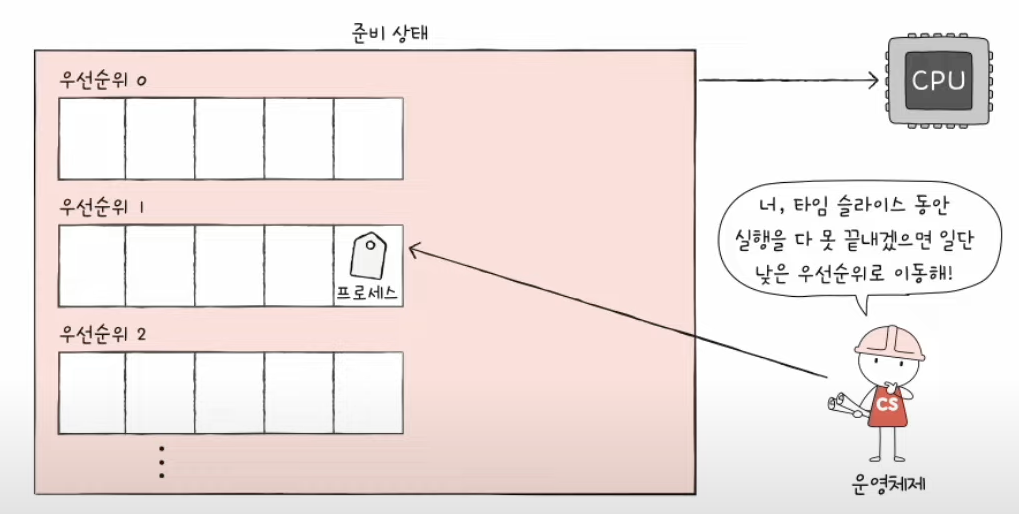 준비 상태
우선순위 0
CPU
우선순위 1
너, 타임 슬라이스 동안
실행을 다 못 끝내겠으면 일단
낮은 우선순위로 이동해!
프로세스
우선순위 2
CS
운영체제